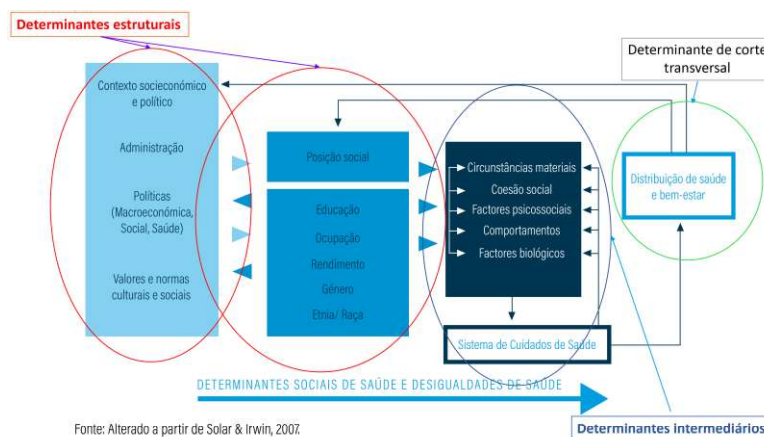 Determinantes estruturais
Determinante de corte
transversal
Contexto socioeconómico
e político
Administração
Políticas
(Macroeconómica,
Social, Saúde)
Valores e normas
culturais e sociais
Posição social
Educação
Ocupação
Rendimento
Género
Etnia/ Raça
Circunstâncias materiais
Coesão social
Factores psicossociais
Comportamentos
Factores biológicos
Sistema de Cuidados de Saúde
Distribuição de saúde
e bem-estar
DETERMINANTES SOCIAIS DE SAÚDE E DESIGUALDADES DE SAÚDE
Determinantes intermediários
Fonte: Alterado a partir de Solar & Irwin, 2007.